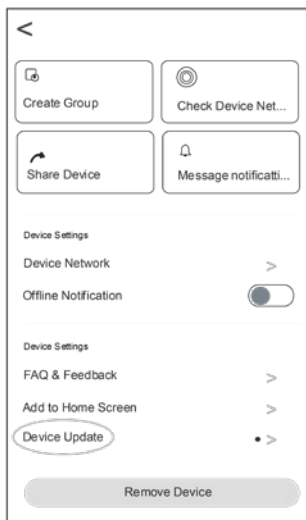 Create Group
Check Device Net...
Share Device
Message notificatti...
Device Settings
Device Network
Offline Notification
Device Settings
FAQ & Feedback
Add to Home Screen
Device Update
Remove Device